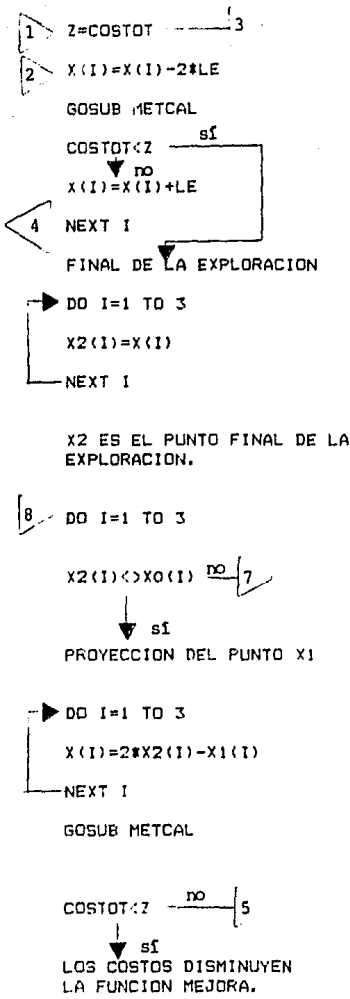 1 Z=COSTOT 3
2 X(I)=X(I)-2*LE
GOSUB METCAL
COSTOT<Z sí
no
X(I)=X(I)+LE
4 NEXT I
FINAL DE LA EXPLORACION
DO I=1 TO 3
X2(I)=X(I)
NEXT I
X2 ES EL PUNTO FINAL DE LA
EXPLORACION.
8 DO I=1 TO 3
X2(I)<>X0(I) no 7
sí
PROYECCION DEL PUNTO X1
DO I=1 TO 3
X(I)=2*X2(I)-X1(I)
NEXT I
GOSUB METCAL
COSTOT<Z no 5
sí
LOS COSTOS DISMINUYEN
LA FUNCION MEJORA.